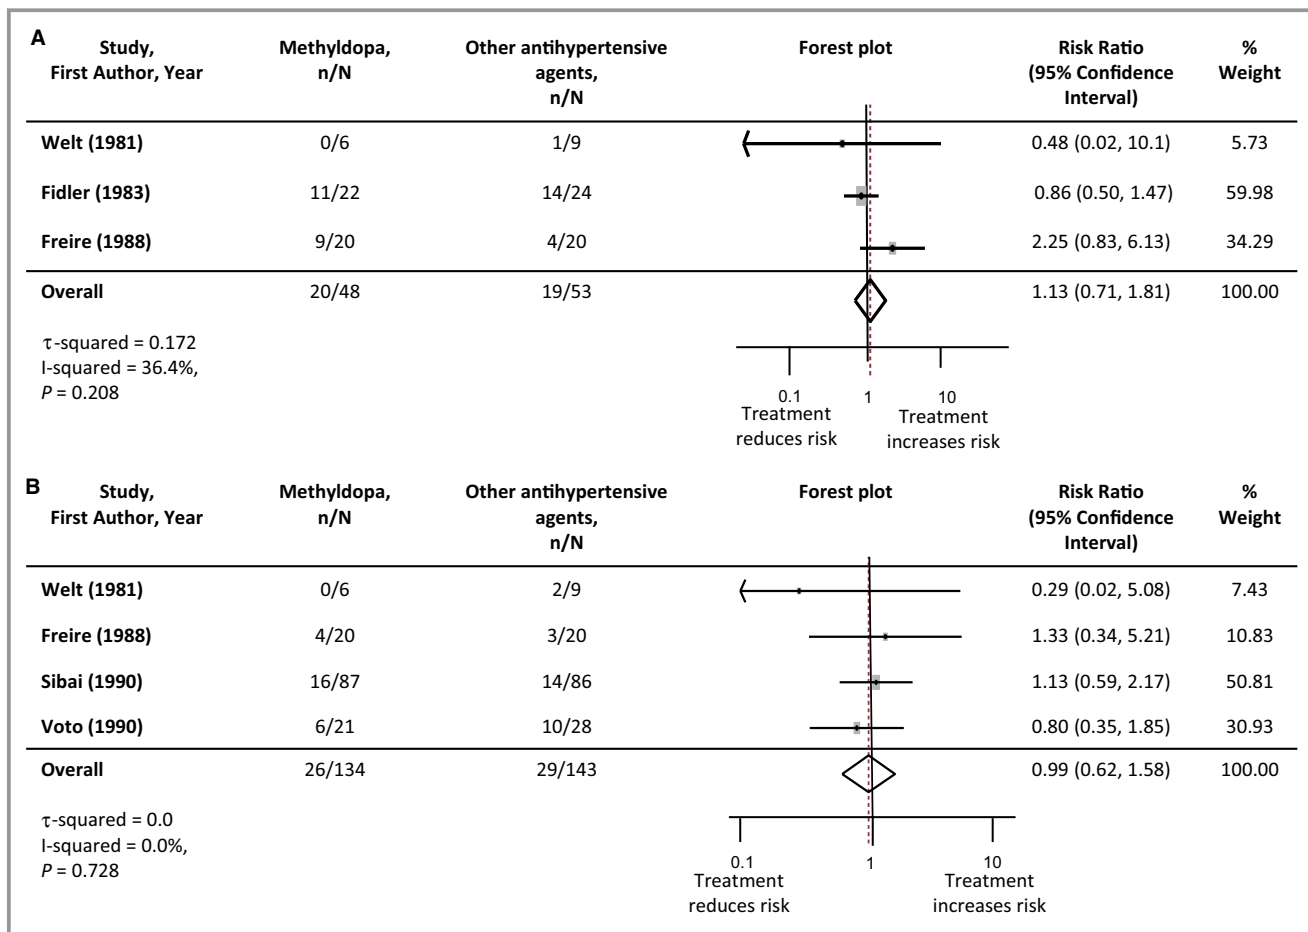 A
Study, Methyldopa, Other antihypertensive Forest plot Risk Ratio %
First Author, Year n/N agents, (95% Confidence Weight
n/N Interval)
Welt (1981) 0/6 1/9 0.48 (0.02, 10.1) 5.73
Fidler (1983) 11/22 14/24 0.86 (0.50, 1.47) 59.98
Freire (1988) 9/20 4/20 2.25 (0.83, 6.13) 34.29
Overall 20/48 19/53 1.13 (0.71, 1.81) 100.00
τ-squared = 0.172
I-squared = 36.4%,
P = 0.208
0.1 1 10
Treatment Treatment
reduces risk increases risk
B
Study, Methyldopa, Other antihypertensive Forest plot Risk Ratio %
First Author, Year n/N agents, (95% Confidence Weight
n/N Interval)
Welt (1981) 0/6 2/9 0.29 (0.02, 5.08) 7.43
Freire (1988) 4/20 3/20 1.33 (0.34, 5.21) 10.83
Sibai (1990) 16/87 14/86 1.13 (0.59, 2.17) 50.81
Voto (1990) 6/21 10/28 0.80 (0.35, 1.85) 30.93
Overall 26/134 29/143 0.99 (0.62, 1.58) 100.00
τ-squared = 0.0
I-squared = 0.0%,
P = 0.728
0.1 1 10
Treatment Treatment
reduces risk increases risk